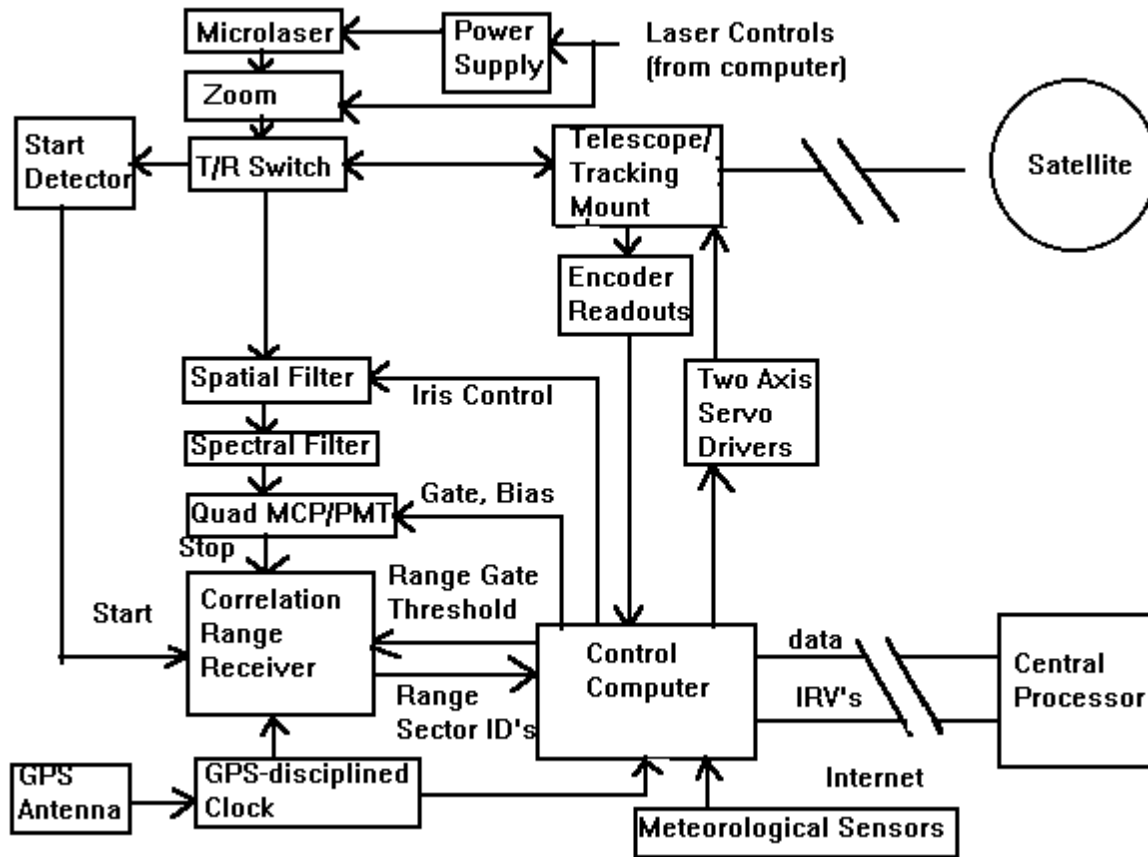 Microlaser
Power
Supply
Laser Controls
(from computer)
Zoom
Start
Detector
T/R Switch
Telescope/
Tracking
Mount
Satellite
Encoder
Readouts
Spatial Filter
Iris Control
Two Axis
Servo
Drivers
Spectral Filter
Quad MCP/PMT
Gate, Bias
Stop
Start
Correlation
Range
Receiver
Range Gate
Threshold
Range
Sector ID's
Control
Computer
data
IRV's
Central
Processor
Internet
GPS
Antenna
GPS-disciplined
Clock
Meteorological Sensors